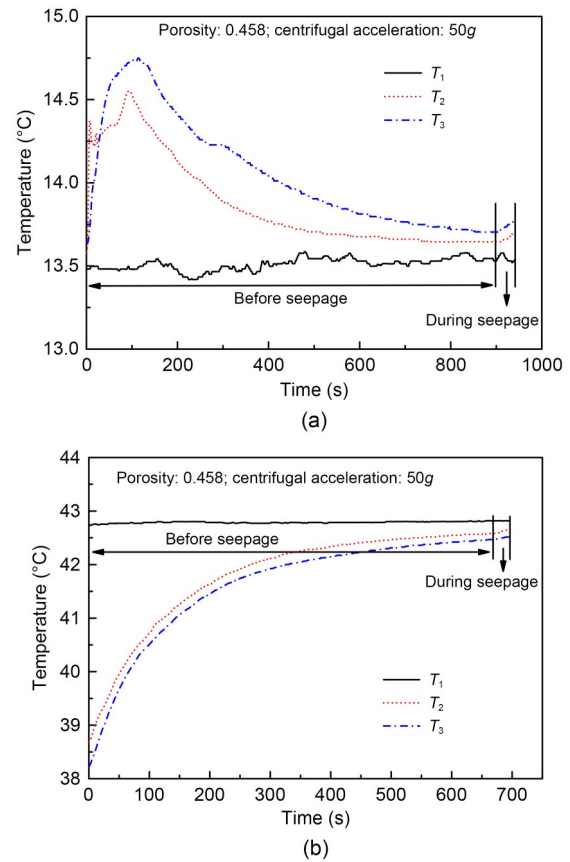 15.0
Porosity: 0.458; centrifugal acceleration: 50g
T1
T2
T3
14.5
14.0
13.5
13.0
Temperature (°C)
Before seepage
During seepage
0
200
400
600
800
1000
Time (s)
(a)
44
Porosity: 0.458; centrifugal acceleration: 50g
43
42
41
40
39
38
Temperature (°C)
Before seepage
During seepage
T1
T2
T3
0
100
200
300
400
500
600
700
Time (s)
(b)